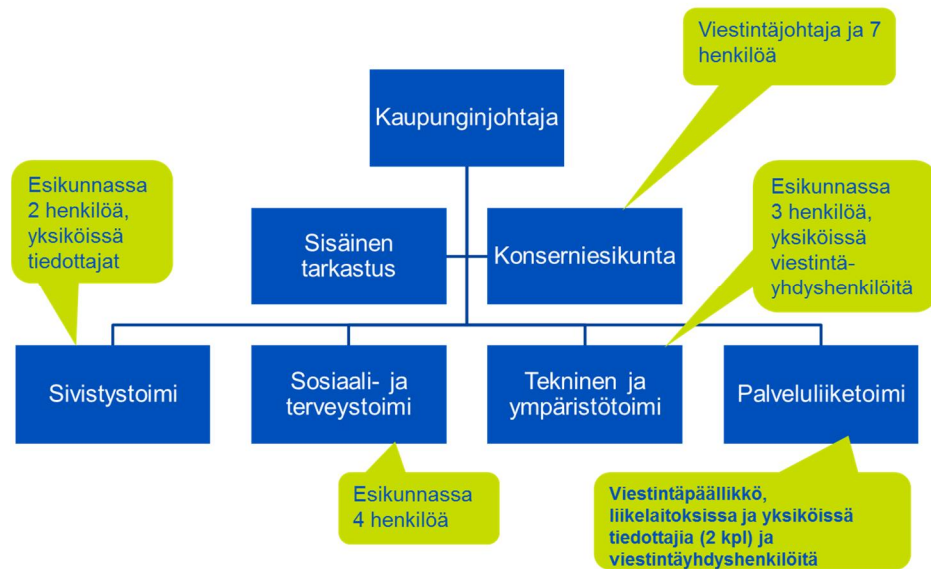 Viestintäjohtaja ja 7
henkilöä
Kaupunginjohtaja
Esikunnassa
2 henkilöä,
yksiköissä
tiedottajat
Esikunnassa
3 henkilöä,
yksiköissä
viestintä-
yhdyshenkilöitä
Sisäinen
tarkastus
Konserniesikunta
Sivistystoimi
Sosiaali- ja
terveystoimi
Tekninen ja
ympäristötoimi
Palveluliiketoimi
Esikunnassa
4 henkilöä
Viestintäpäällikkö,
liikelaitoksissa ja yksiköissä
tiedottajia (2 kpl) ja
viestintäyhdyshenkilöitä